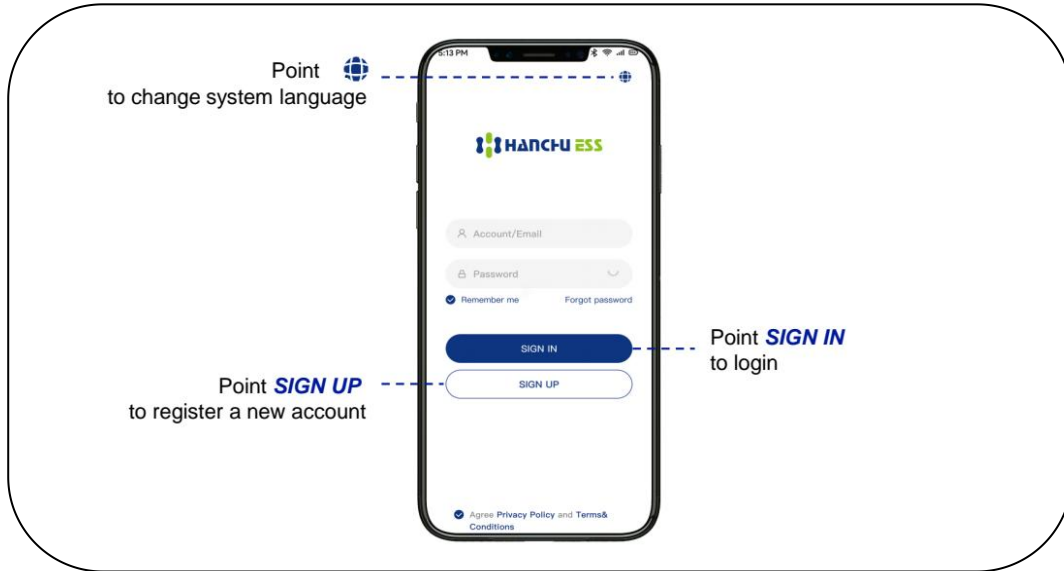 5:13 PM
Point
to change system language
HANCHU ESS
Account/Email
Password
Remember me
Forgot password
SIGN IN
Point SIGN IN
to login
SIGN UP
Point SIGN UP
to register a new account
Agree Privacy Policy and Terms&
Conditions